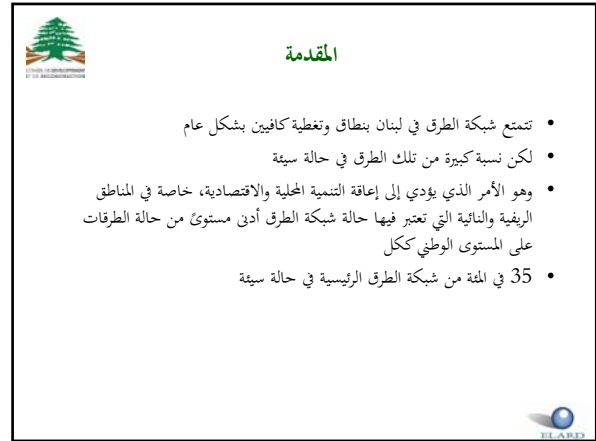 المقدمة
• تتمتع شبكة الطرق في لبنان بنطاق وتغطية كافيين بشكل عام
• لكن نسبة كبيرة من تلك الطرق في حالة سيئة
• وهو الأمر الذي يؤدي إلى إعاقة التنمية المحلية والاقتصادية، خاصة في المناطق
الريفية والنائية التي تعتبر فيها حالة شبكة الطرق أدنى مستوىً من حالة الطرقات
على المستوى الوطني ككل
• 35 في المئة من شبكة الطرق الرئيسية في حالة سيئة
ELARD